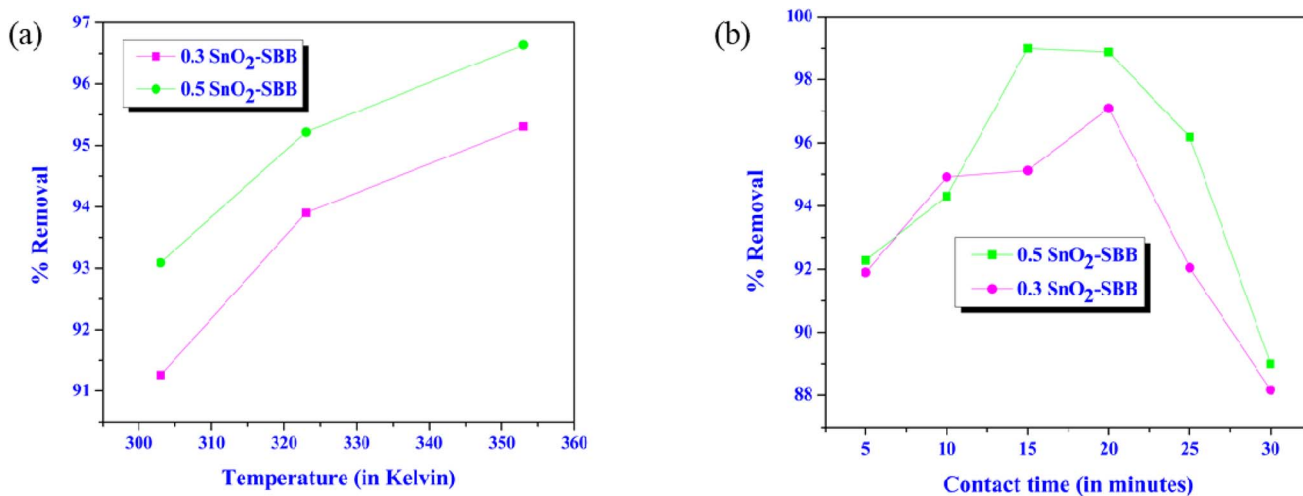 (a)
97
96
95
94
93
92
91
% Removal
0.3 SnO2-SBB
0.5 SnO2-SBB
300 310 320 330 340 350 360
Temperature (in Kelvin)
(b)
100
98
96
94
92
90
88
% Removal
0.5 SnO2-SBB
0.3 SnO2-SBB
5 10 15 20 25 30
Contact time (in minutes)